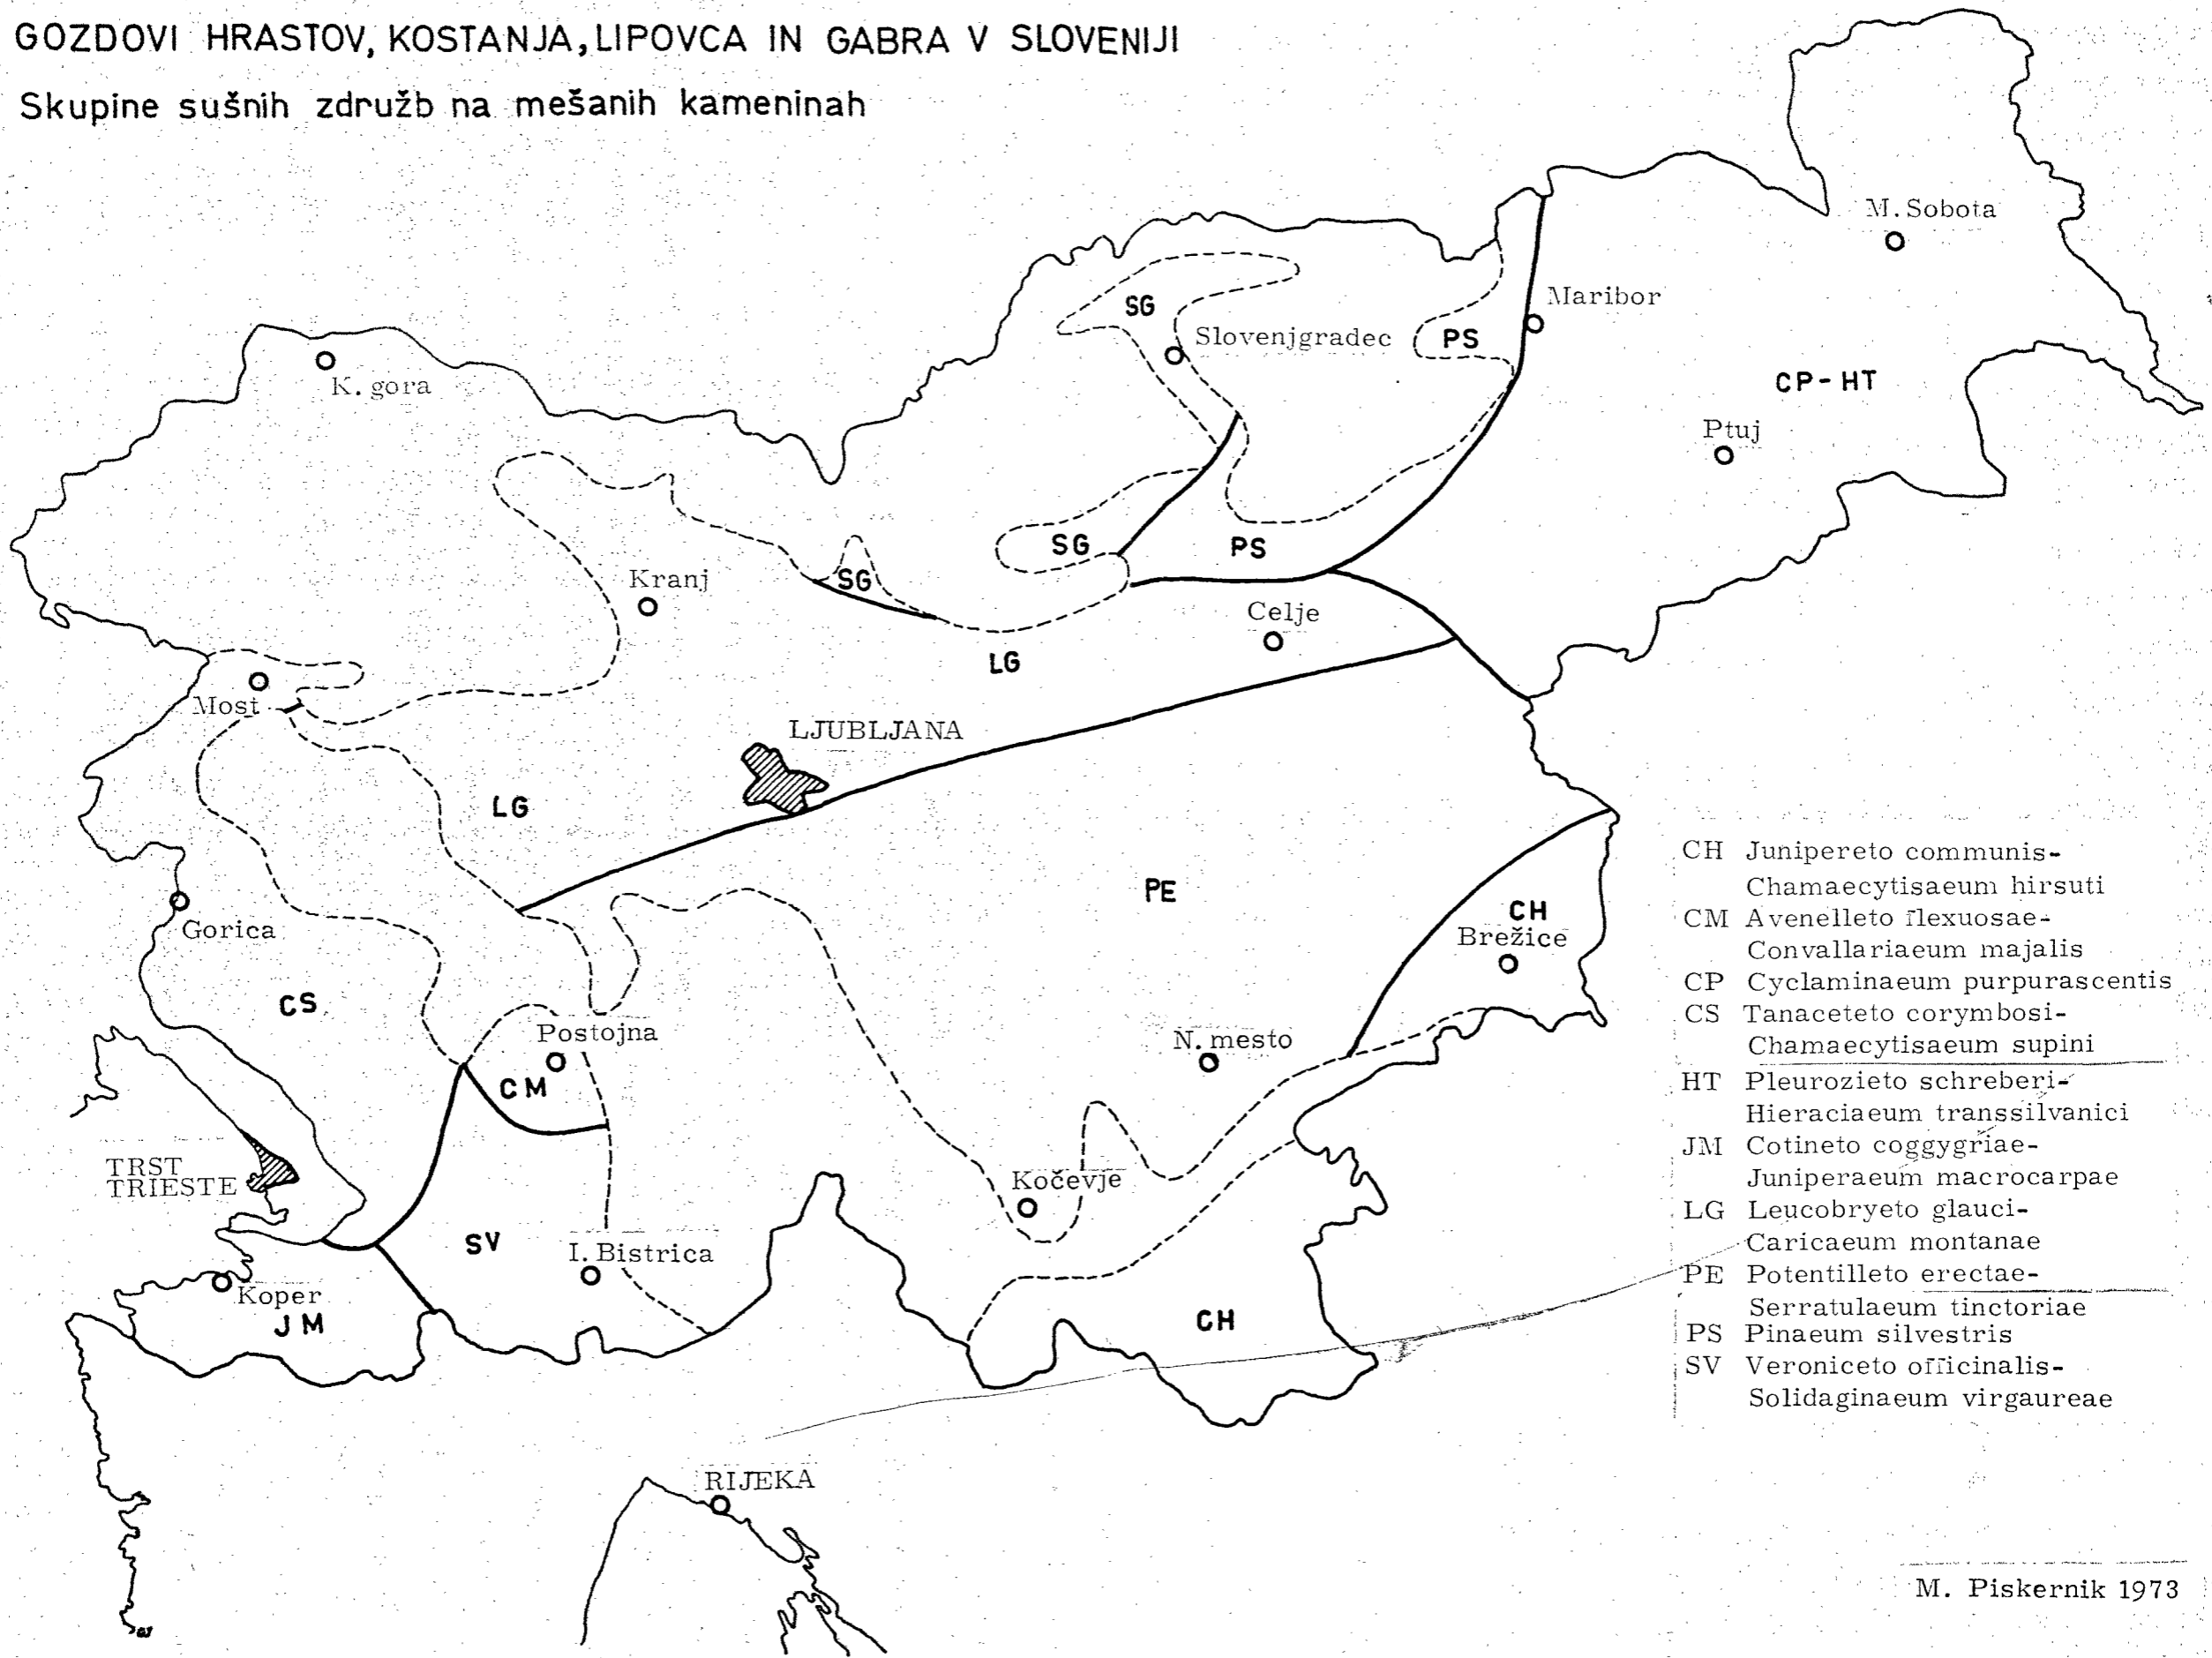 GOZDOVI HRASTOV, KOSTANJA, LIPOVCA IN GABRA V SLOVENIJI
Skupine sušnih združb na mešanih kameninah
M. Sobota
SG
Maribor
Slovenjgradec
PS
K. gora
CP-HT
Ptuj
SG
PS
Kranj
SG
Celje
LG
Most
LJUBLJANA
LG
PE
CH
Gorica
Brežice
CS
Postojna
N. mesto
CM
TRST
TRIESTE
Kočevje
SV
I. Bistrica
Koper
JM
CH
RIJEKA
CH Junipereto communis-
Chamaecytisaeum hirsuti
CM Avenelleto flexuosae-
Convallariaeum majalis
CP Cyclaminaeum purpurascentis
CS Tanaceteto corymbosi-
Chamaecytisaeum supini
HT Pleurozieto schreberi-
Hieraciaeum transsilvanici
JM Cotineto coggygriae-
Juniperaeum macrocarpae
LG Leucobryeto glauci-
Caricaeum montanae
PE Potentilleto erectae-
Serratulaeum tinctoriae
PS Pinaeum silvestris
SV Veroniceto officinalis-
Solidaginaeum virgaureae
M. Piskernik 1973